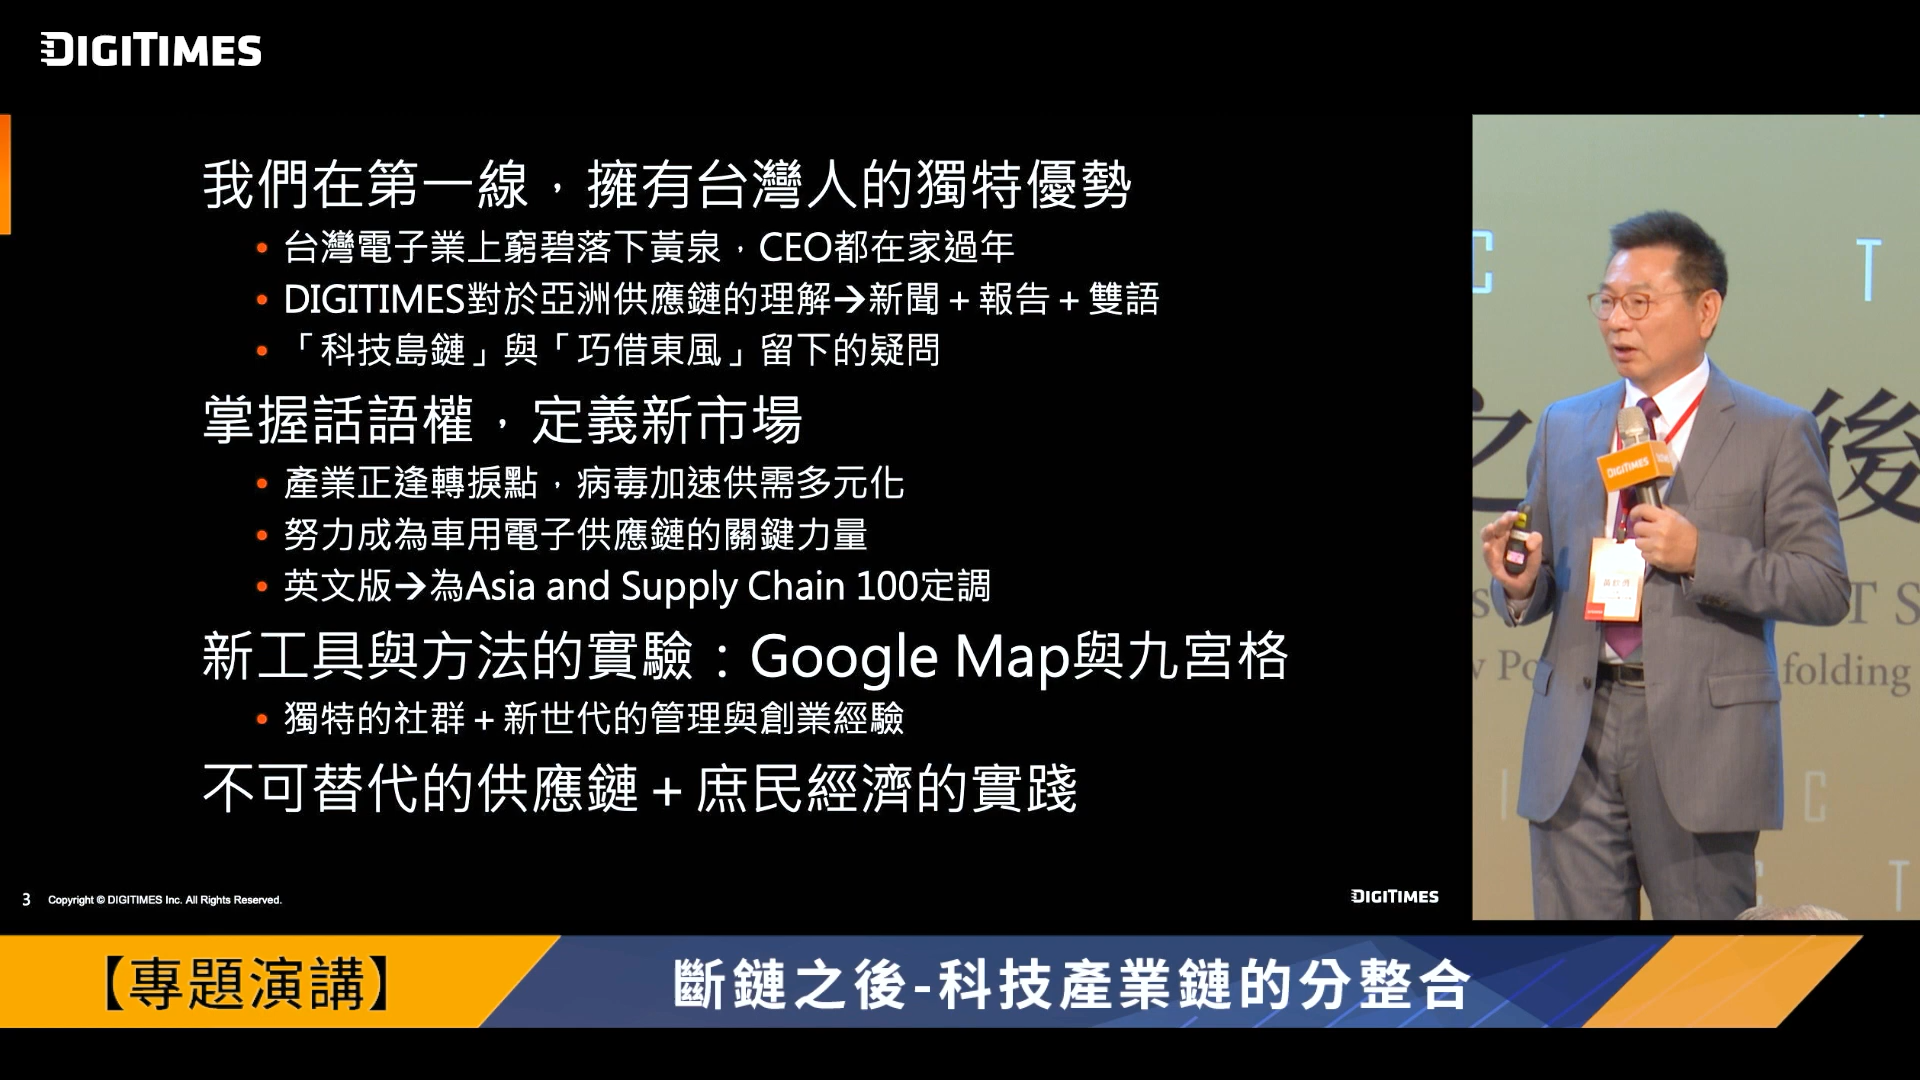 DIGITIMES
我們在第一線，擁有台灣人的獨特優勢
• 台灣電子業上窮碧落下黃泉，CEO都在家過年
• DIGITIMES對於亞洲供應鏈的理解→新聞＋報告＋雙語
• 「科技島鏈」與「巧借東風」留下的疑問
掌握話語權，定義新市場
• 產業正逢轉捩點，病毒加速供需多元化
• 努力成為車用電子供應鏈的關鍵力量
• 英文版→為Asia and Supply Chain 100定調
新工具與方法的實驗：Google Map與九宮格
• 獨特的社群＋新世代的管理與創業經驗
不可替代的供應鏈＋庶民經濟的實踐
3 Copyright © DIGITIMES Inc. All Rights Reserved.
DIGITIMES
C
T
之後
DIGITIMES
T S
folding
C
T
【專題演講】
斷鏈之後-科技產業鏈的分整合